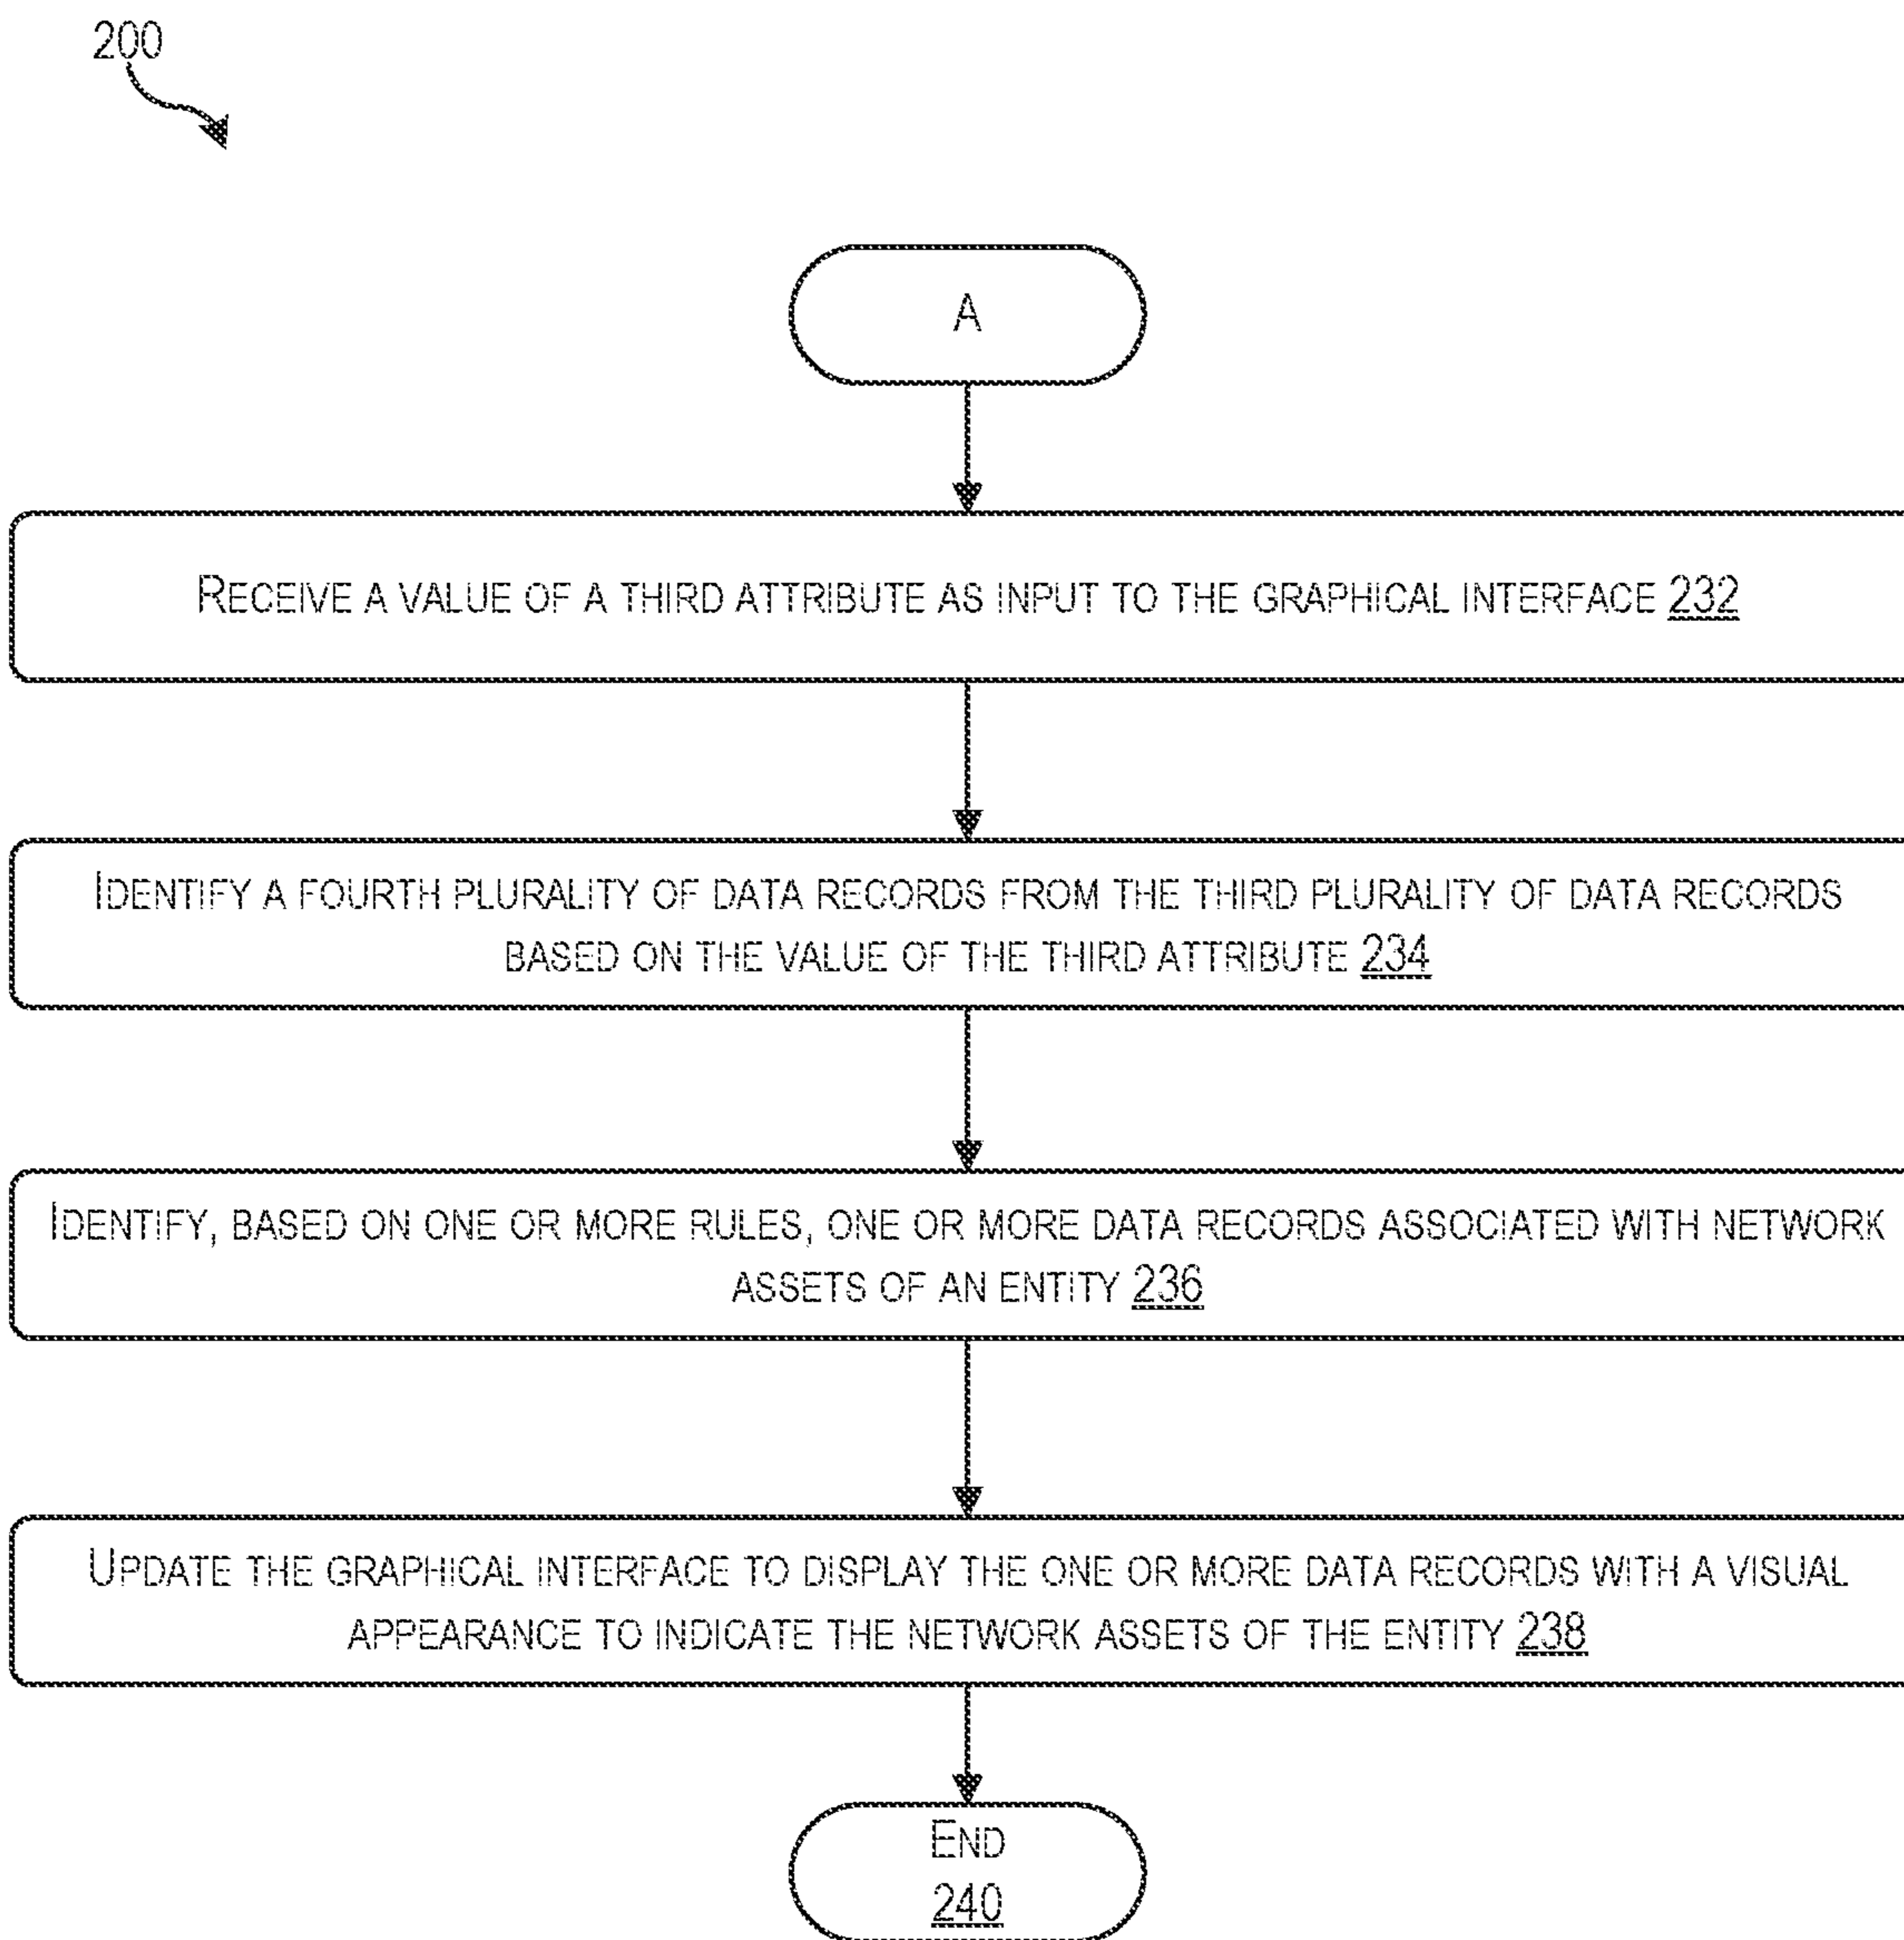 200
A
RECEIVE A VALUE OF A THIRD ATTRIBUTE AS INPUT TO THE GRAPHICAL INTERFACE 232
IDENTIFY A FOURTH PLURALITY OF DATA RECORDS FROM THE THIRD PLURALITY OF DATA RECORDS
BASED ON THE VALUE OF THE THIRD ATTRIBUTE 234
IDENTIFY, BASED ON ONE OR MORE RULES, ONE OR MORE DATA RECORDS ASSOCIATED WITH NETWORK
ASSETS OF AN ENTITY 236
UPDATE THE GRAPHICAL INTERFACE TO DISPLAY THE ONE OR MORE DATA RECORDS WITH A VISUAL
APPEARANCE TO INDICATE THE NETWORK ASSETS OF THE ENTITY 238
END
240